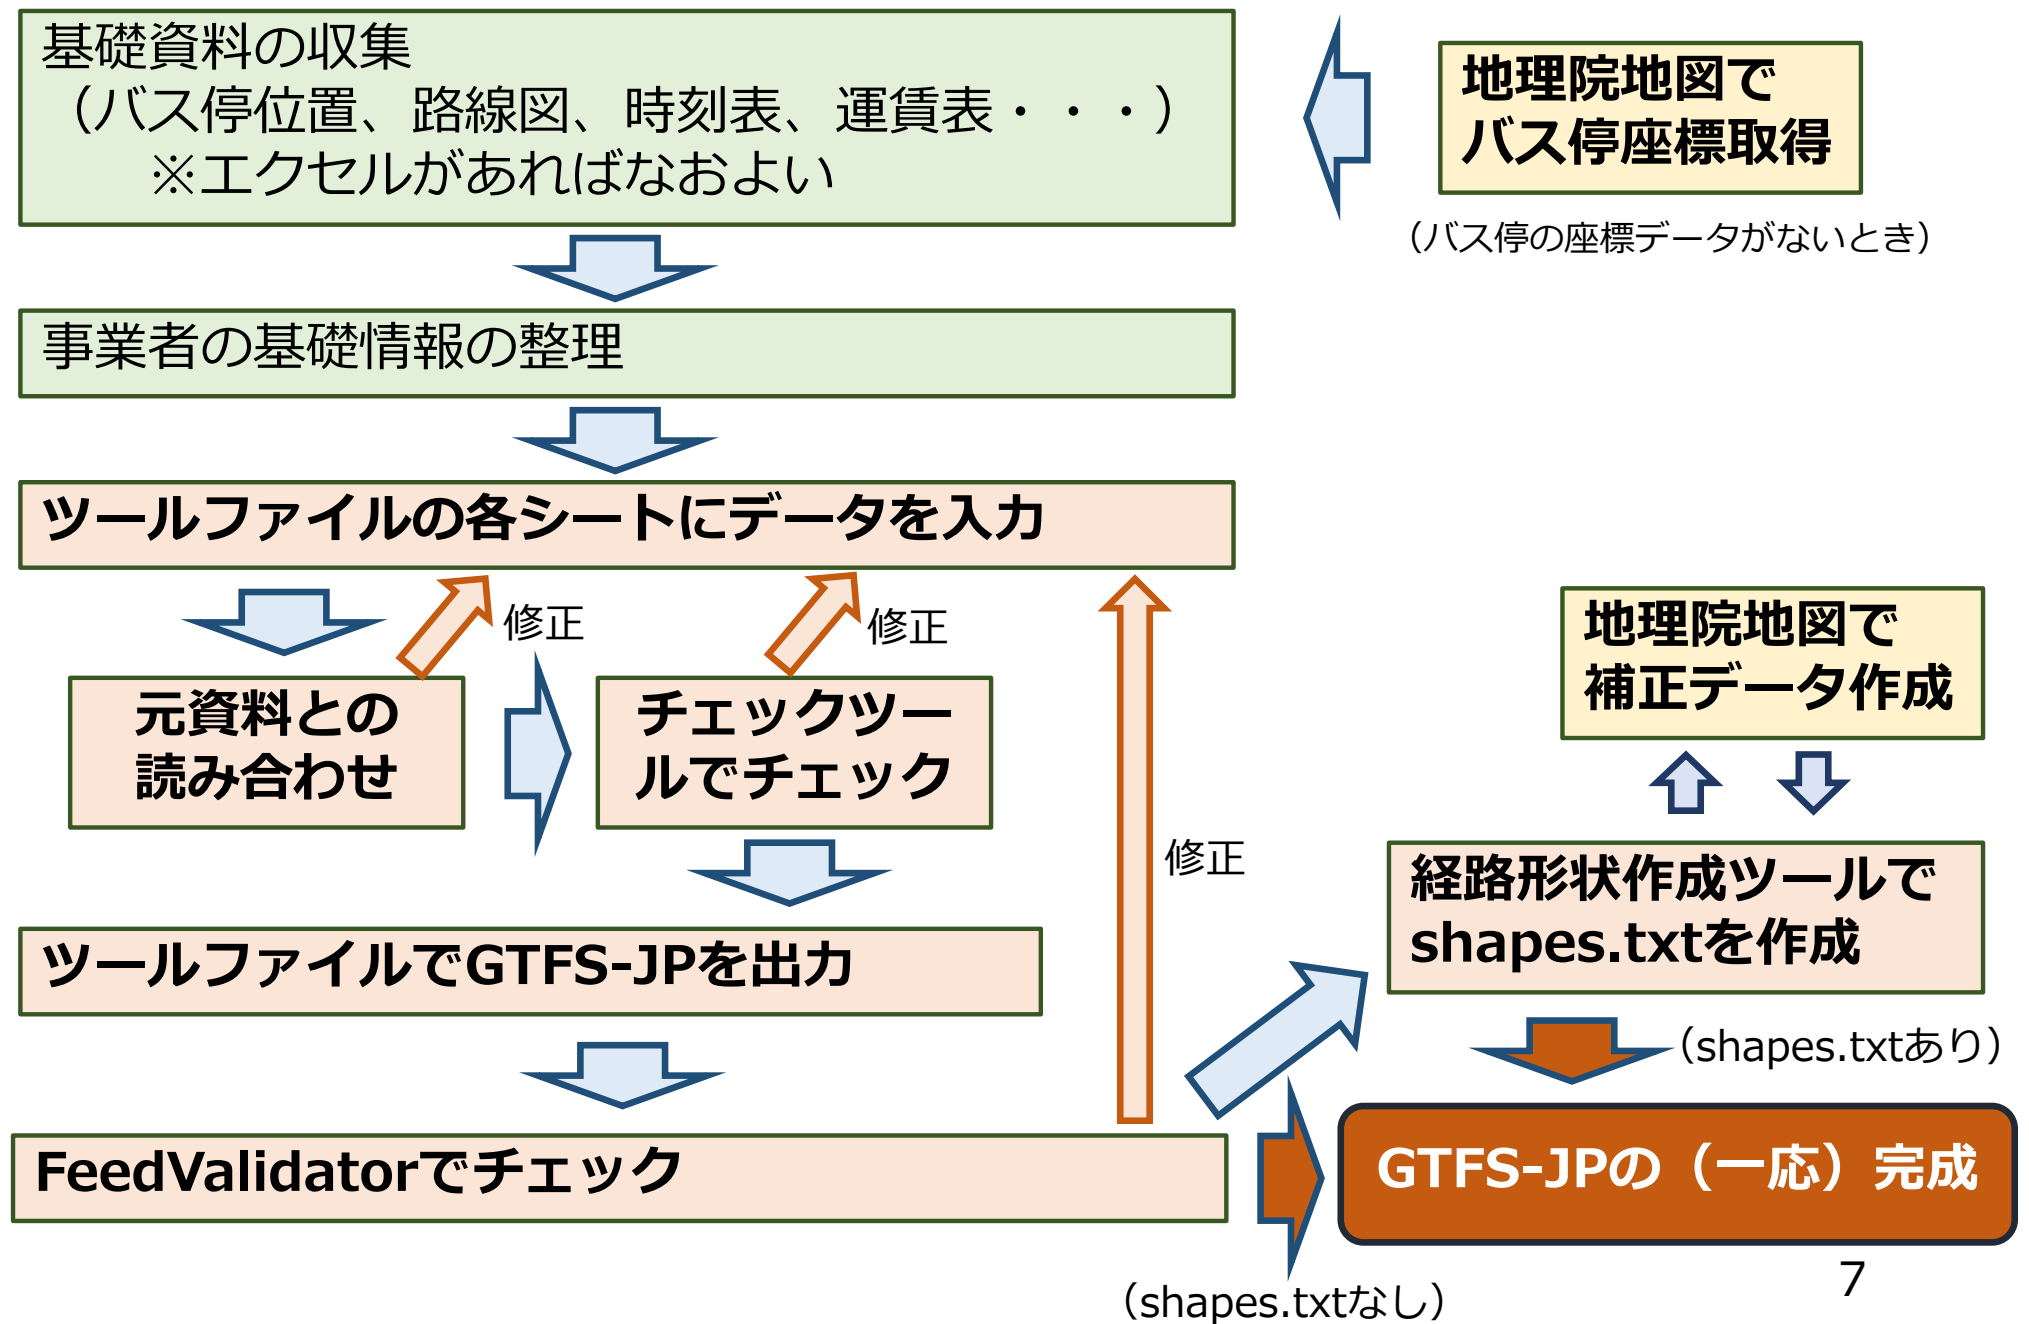 基礎資料の収集
（バス停位置、路線図、時刻表、運賃表・・・）
※エクセルがあればなおよい
地理院地図で
バス停座標取得
（バス停の座標データがないとき）
事業者の基礎情報の整理
ツールファイルの各シートにデータを入力
修正
修正
元資料との
読み合わせ
チェックツー
ルでチェック
修正
地理院地図で
補正データ作成
経路形状作成ツールで
shapes.txtを作成
ツールファイルでGTFS-JPを出力
（shapes.txtあり）
FeedValidatorでチェック
GTFS-JPの（一応）完成
（shapes.txtなし）
7